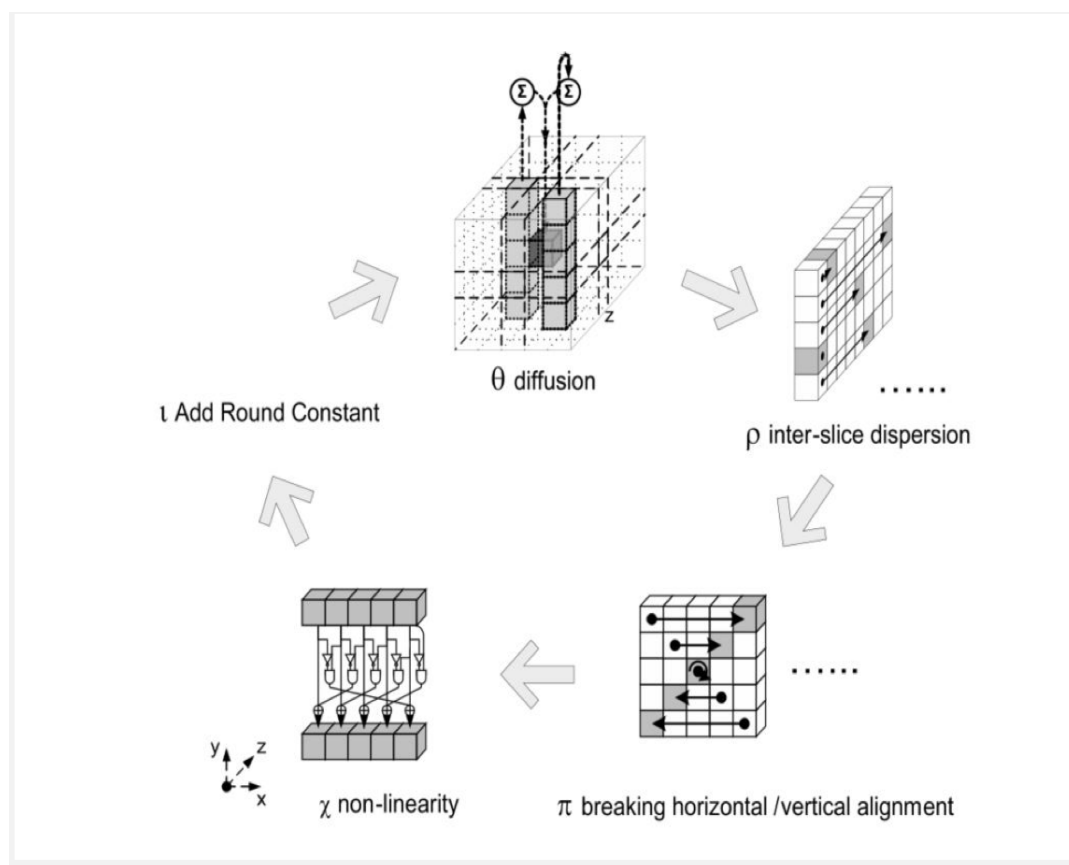 Σ Σ
z
θ diffusion
......
ι Add Round Constant
ρ inter-slice dispersion
......
y z
x
χ non-linearity
π breaking horizontal /vertical alignment